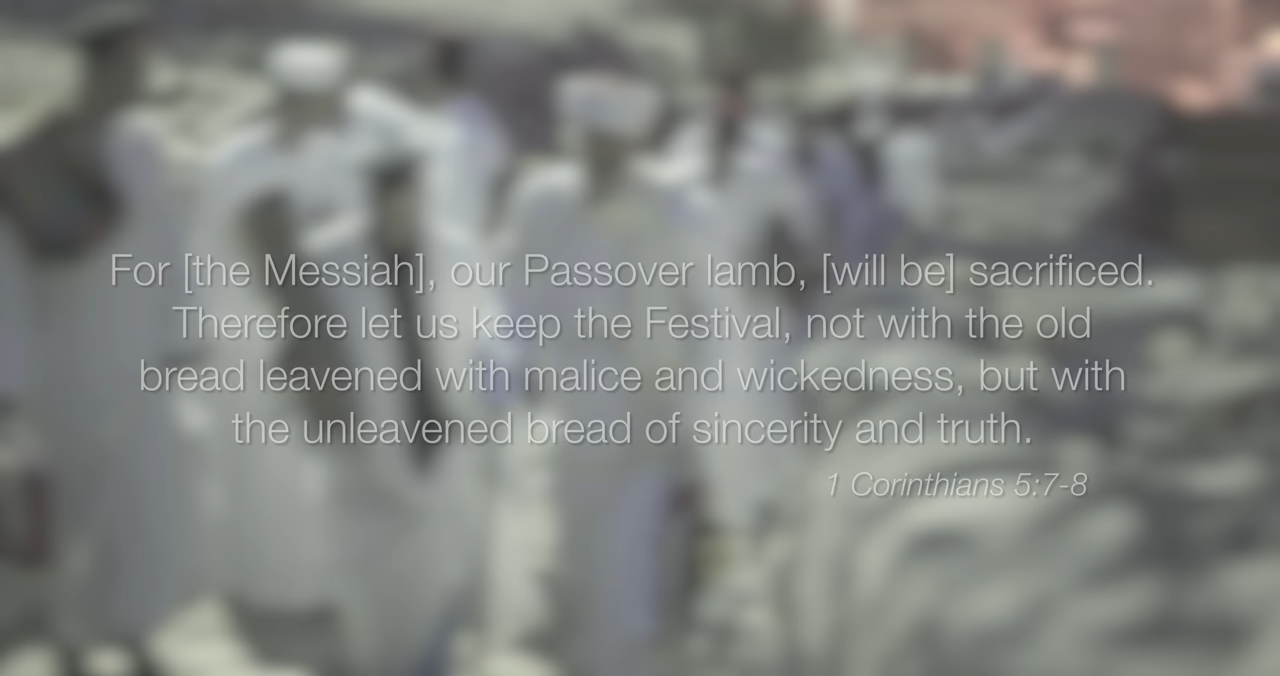 For [the Messiah], our Passover lamb, [will be] sacrificed.
Therefore let us keep the Festival, not with the old
bread leavened with malice and wickedness, but with
the unleavened bread of sincerity and truth.
1 Corinthians 5:7-8